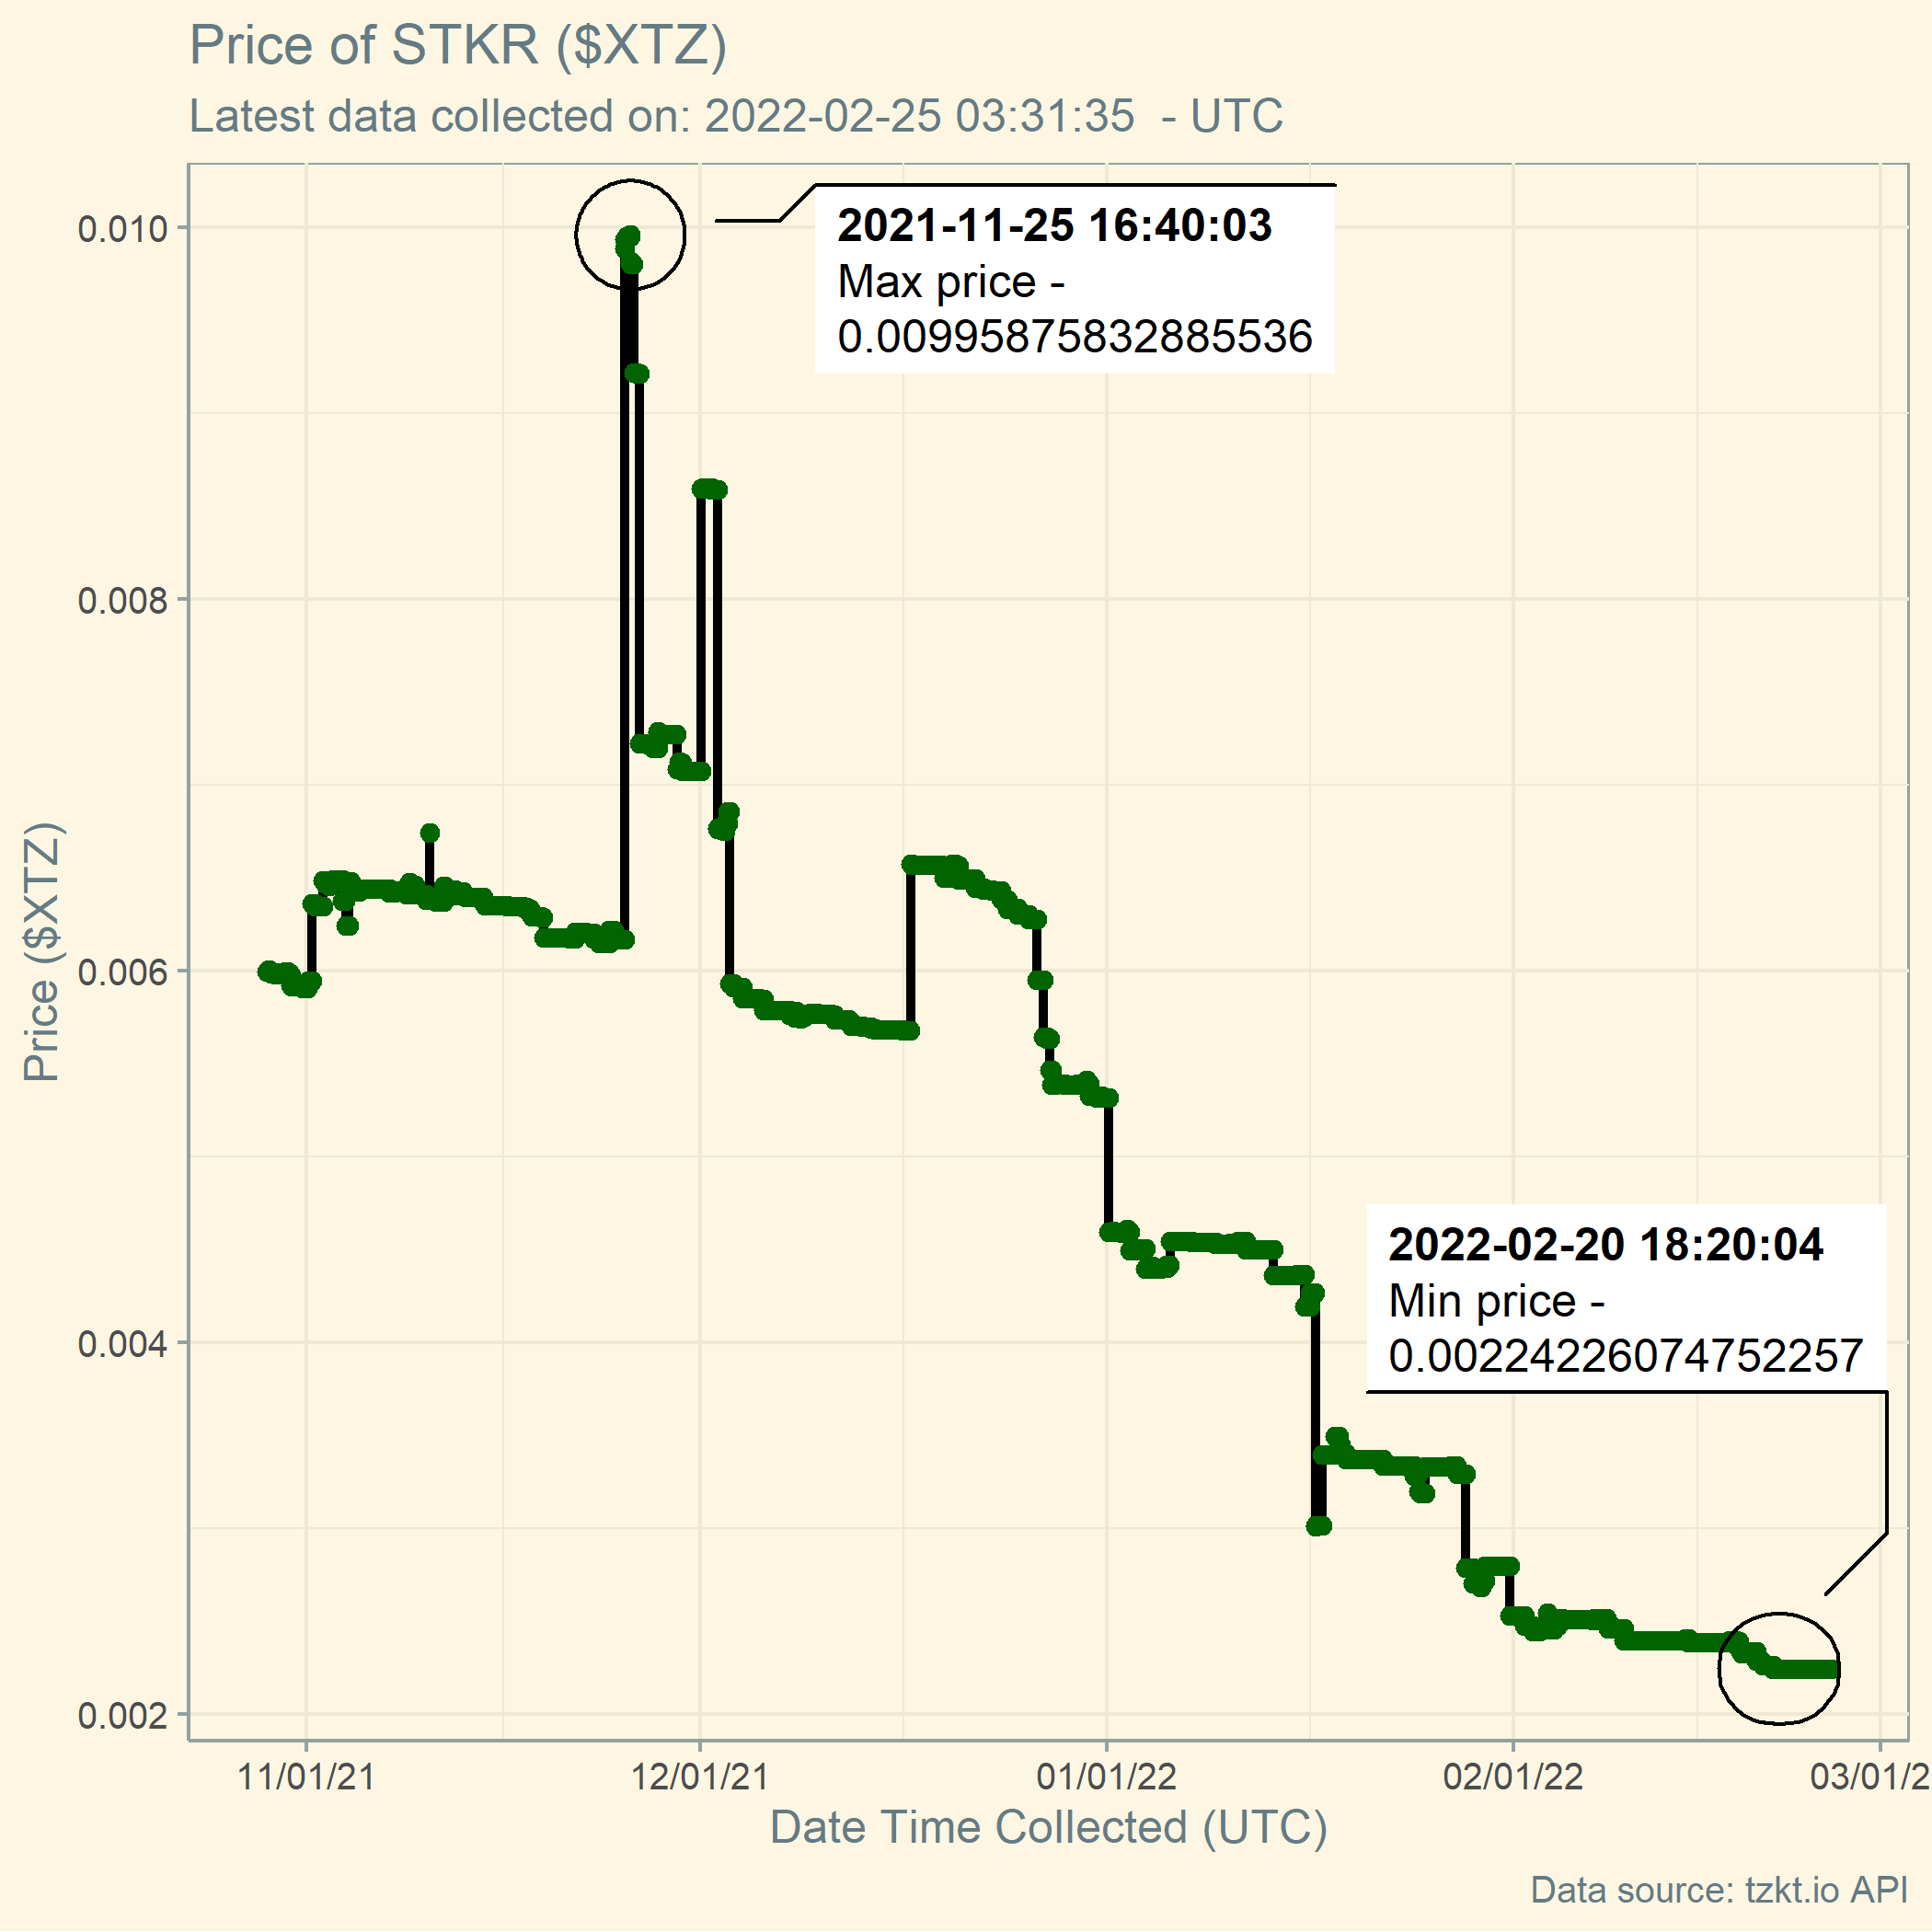 Price of STKR ($XTZ)
Latest data collected on: 2022-02-25 03:31:35  - UTC
2021-11-25 16:40:03
Max price -
0.00995875832885536
2022-02-20 18:20:04
Min price -
0.00224226074752257
0.010
0.008
0.006
0.004
0.002
Price ($XTZ)
11/01/21
12/01/21
01/01/22
02/01/22
03/01/2
Date Time Collected (UTC)
Data source: tzkt.io API